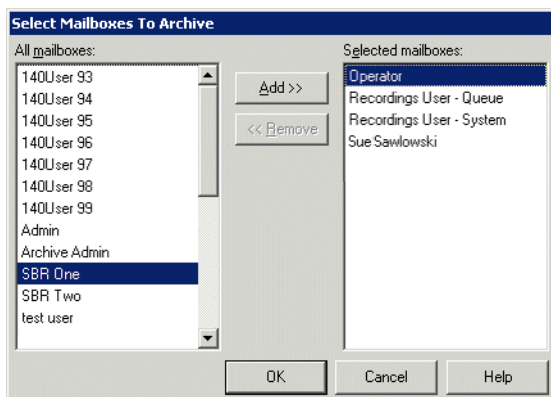 Select Mailboxes To Archive
All mailboxes:
140User 93
140User 94
140User 95
140User 96
140User 97
140User 98
140User 99
Admin
Archive Admin
SBR One
SBR Two
test user
Add >>
<< Remove
Selected mailboxes:
Operator
Recordings User - Queue
Recordings User - System
Sue Sawlowski
OK
Cancel
Help